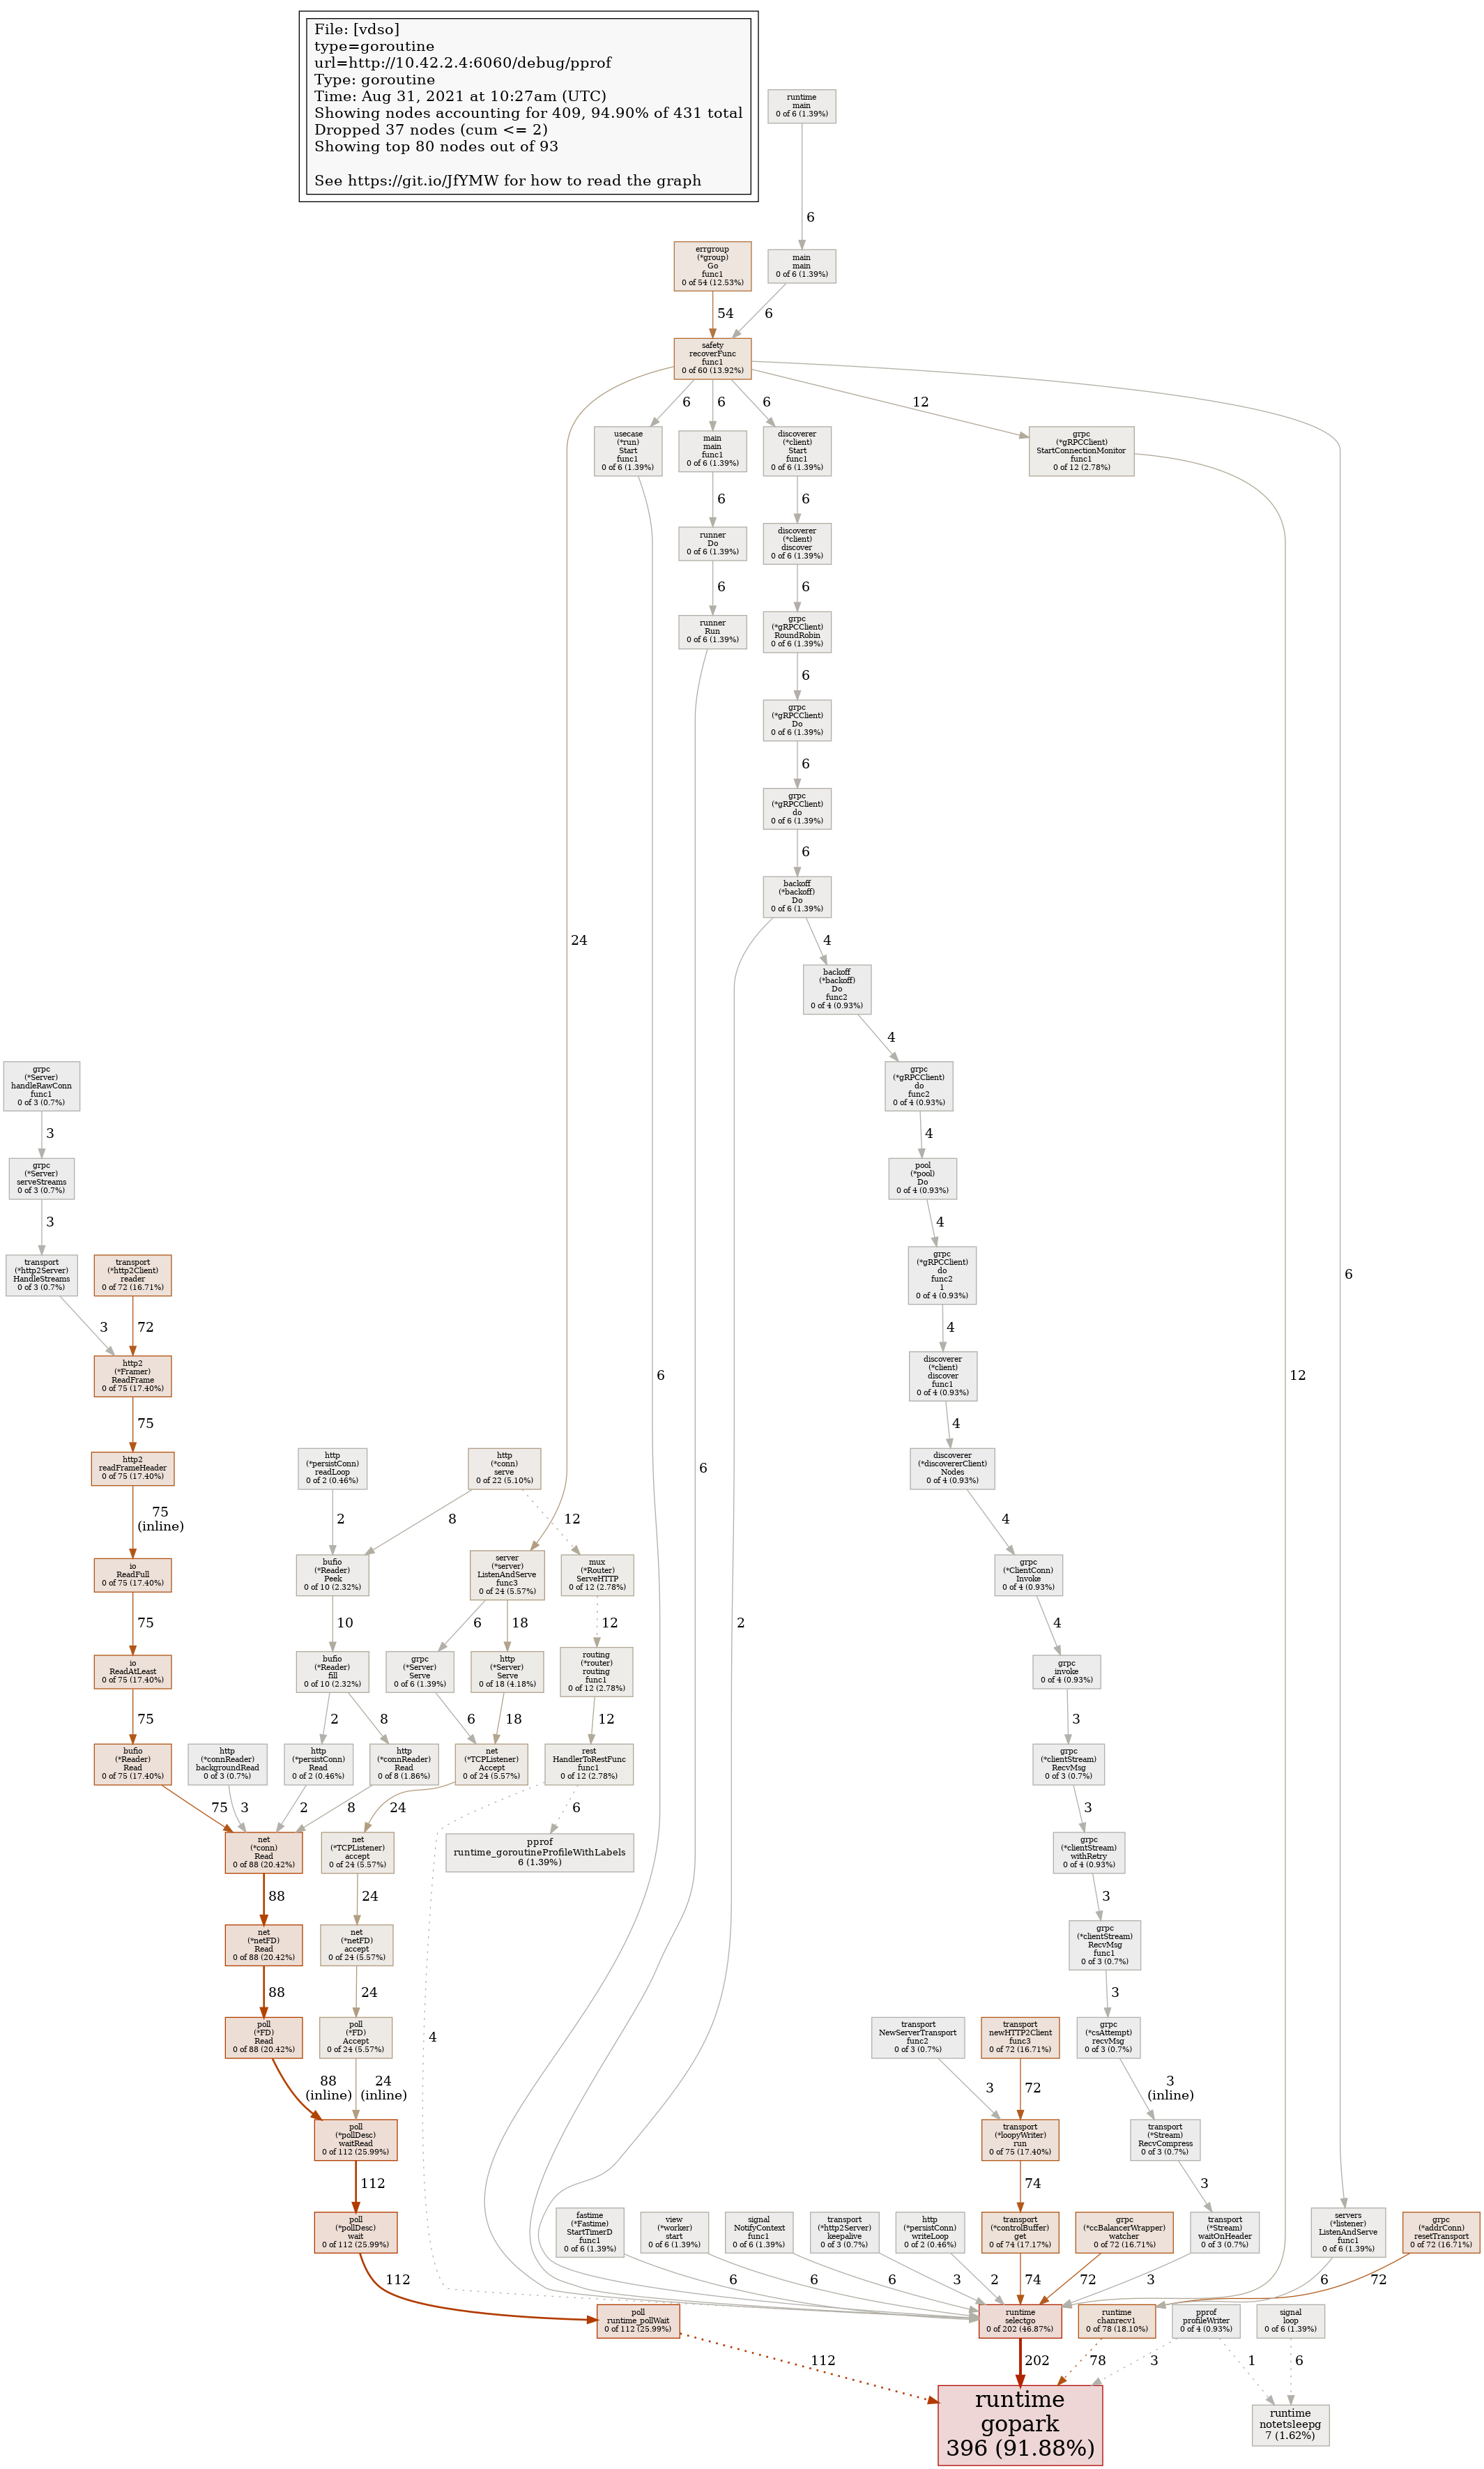 File: [vdso]
type=goroutine
url=http://10.42.2.4:6060/debug/pprof
Type: goroutine
Time: Aug 31, 2021 at 10:27am (UTC)
Showing nodes accounting for 409, 94.90% of 431 total
Dropped 37 nodes (cum <= 2)
Showing top 80 nodes out of 93
See https://git.io/JfYMW for how to read the graph
runtime
main
0 of 6 (1.39%)
6
errgroup
(*group)
Go
func1
0 of 54 (12.53%)
main
main
0 of 6 (1.39%)
54
6
safety
recoverFunc
func1
0 of 60 (13.92%)
6
6
6
12
usecase
(*run)
Start
func1
0 of 6 (1.39%)
main
main
func1
0 of 6 (1.39%)
discoverer
(*client)
Start
func1
0 of 6 (1.39%)
grpc
(*gRPCClient)
StartConnectionMonitor
func1
0 of 12 (2.78%)
6
6
runner
Do
0 of 6 (1.39%)
discoverer
(*client)
discover
0 of 6 (1.39%)
6
6
runner
Run
0 of 6 (1.39%)
grpc
(*gRPCClient)
RoundRobin
0 of 6 (1.39%)
6
grpc
(*gRPCClient)
Do
0 of 6 (1.39%)
6
grpc
(*gRPCClient)
do
0 of 6 (1.39%)
6
backoff
(*backoff)
Do
0 of 6 (1.39%)
24
4
backoff
(*backoff)
Do
func2
0 of 4 (0.93%)
4
grpc
(*Server)
handleRawConn
func1
0 of 3 (0.7%)
grpc
(*gRPCClient)
do
func2
0 of 4 (0.93%)
3
4
grpc
(*Server)
serveStreams
0 of 3 (0.7%)
pool
(*pool)
Do
0 of 4 (0.93%)
3
4
transport
(*http2Server)
HandleStreams
0 of 3 (0.7%)
transport
(*http2Client)
reader
0 of 72 (16.71%)
grpc
(*gRPCClient)
do
func2
1
0 of 4 (0.93%)
6
3
72
4
http2
(*Framer)
ReadFrame
0 of 75 (17.40%)
discoverer
(*client)
discover
func1
0 of 4 (0.93%)
6
12
75
4
http2
readFrameHeader
0 of 75 (17.40%)
http
(*persistConn)
readLoop
0 of 2 (0.46%)
http
(*conn)
serve
0 of 22 (5.10%)
6
discoverer
(*discovererClient)
Nodes
0 of 4 (0.93%)
75
(inline)
2
8
12
4
io
ReadFull
0 of 75 (17.40%)
bufio
(*Reader)
Peek
0 of 10 (2.32%)
server
(*server)
ListenAndServe
func3
0 of 24 (5.57%)
mux
(*Router)
ServeHTTP
0 of 12 (2.78%)
grpc
(*ClientConn)
Invoke
0 of 4 (0.93%)
75
10
6
18
12
2
4
io
ReadAtLeast
0 of 75 (17.40%)
bufio
(*Reader)
fill
0 of 10 (2.32%)
grpc
(*Server)
Serve
0 of 6 (1.39%)
http
(*Server)
Serve
0 of 18 (4.18%)
routing
(*router)
routing
func1
0 of 12 (2.78%)
grpc
invoke
0 of 4 (0.93%)
75
2
8
6
18
12
3
bufio
(*Reader)
Read
0 of 75 (17.40%)
http
(*connReader)
backgroundRead
0 of 3 (0.7%)
http
(*persistConn)
Read
0 of 2 (0.46%)
http
(*connReader)
Read
0 of 8 (1.86%)
net
(*TCPListener)
Accept
0 of 24 (5.57%)
rest
HandlerToRestFunc
func1
0 of 12 (2.78%)
grpc
(*clientStream)
RecvMsg
0 of 3 (0.7%)
75
3
2
8
24
6
3
net
(*conn)
Read
0 of 88 (20.42%)
net
(*TCPListener)
accept
0 of 24 (5.57%)
pprof
runtime_goroutineProfileWithLabels
6 (1.39%)
grpc
(*clientStream)
withRetry
0 of 4 (0.93%)
88
24
3
net
(*netFD)
Read
0 of 88 (20.42%)
net
(*netFD)
accept
0 of 24 (5.57%)
grpc
(*clientStream)
RecvMsg
func1
0 of 3 (0.7%)
88
24
3
poll
(*FD)
Read
0 of 88 (20.42%)
poll
(*FD)
Accept
0 of 24 (5.57%)
4
transport
NewServerTransport
func2
0 of 3 (0.7%)
transport
newHTTP2Client
func3
0 of 72 (16.71%)
grpc
(*csAttempt)
recvMsg
0 of 3 (0.7%)
88
(inline)
24
(inline)
3
72
3
(inline)
poll
(*pollDesc)
waitRead
0 of 112 (25.99%)
transport
(*loopyWriter)
run
0 of 75 (17.40%)
transport
(*Stream)
RecvCompress
0 of 3 (0.7%)
112
74
3
poll
(*pollDesc)
wait
0 of 112 (25.99%)
fastime
(*Fastime)
StartTimerD
func1
0 of 6 (1.39%)
view
(*worker)
start
0 of 6 (1.39%)
signal
NotifyContext
func1
0 of 6 (1.39%)
transport
(*http2Server)
keepalive
0 of 3 (0.7%)
http
(*persistConn)
writeLoop
0 of 2 (0.46%)
transport
(*controlBuffer)
get
0 of 74 (17.17%)
grpc
(*ccBalancerWrapper)
watcher
0 of 72 (16.71%)
transport
(*Stream)
waitOnHeader
0 of 3 (0.7%)
servers
(*listener)
ListenAndServe
func1
0 of 6 (1.39%)
grpc
(*addrConn)
resetTransport
0 of 72 (16.71%)
112
6
6
6
3
2
74
72
3
6
72
poll
runtime_pollWait
0 of 112 (25.99%)
runtime
selectgo
0 of 202 (46.87%)
runtime
chanrecv1
0 of 78 (18.10%)
pprof
profileWriter
0 of 4 (0.93%)
signal
loop
0 of 6 (1.39%)
112
202
78
3
1
6
runtime
gopark
396 (91.88%)
runtime
notetsleepg
7 (1.62%)